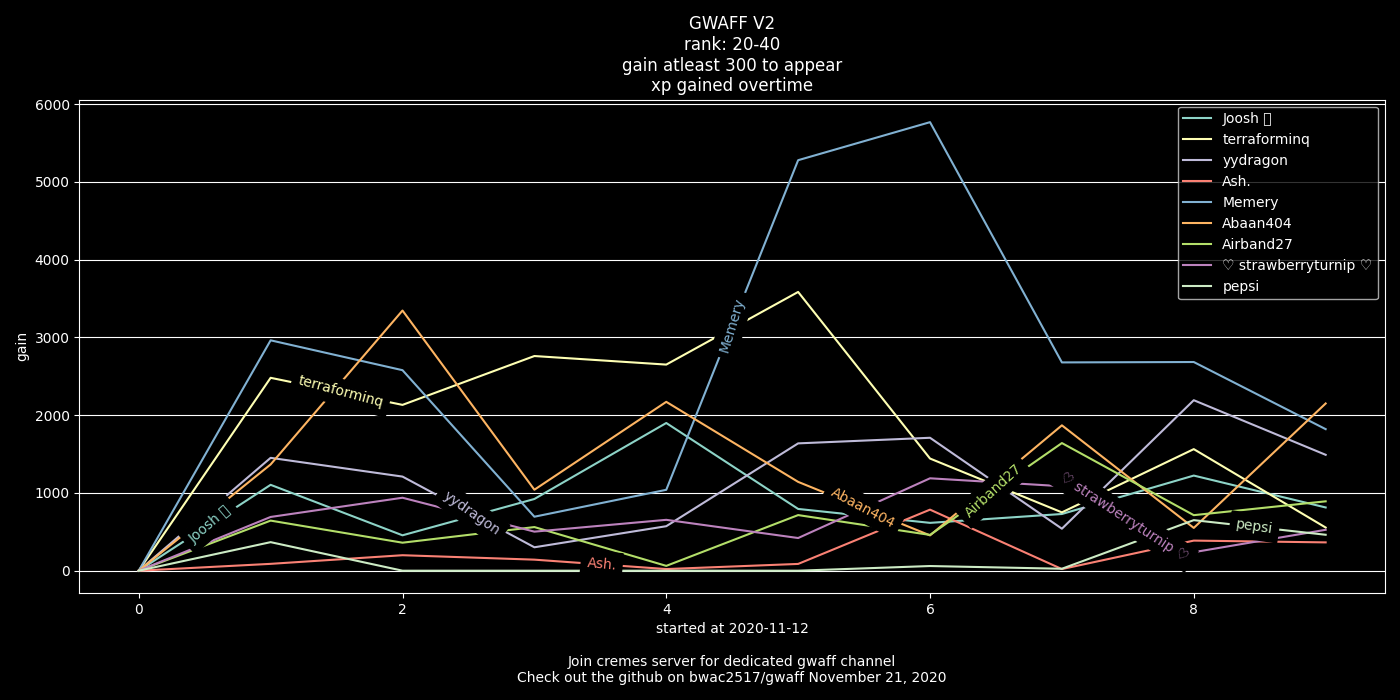 GWAFF V2
rank: 20-40
gain atleast 300 to appear
xp gained overtime
6000
5000
4000
3000
2000
1000
0
gain
Joosh
terraforminq
yydragon
Ash.
Memery
Abaan404
Airband27
♡ strawberryturnip ♡
pepsi
Joosh
terraforminq
yydragon
Ash.
Memery
Abaan404
Airband27
♡ strawberryturnip ♡
pepsi
0 2 4 6 8
started at 2020-11-12
Join cremes server for dedicated gwaff channel
Check out the github on bwac2517/gwaff November 21, 2020